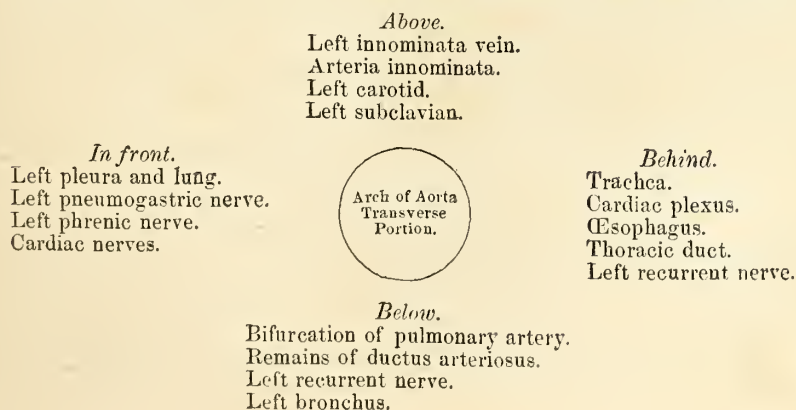 Above.
Left innominata vein.
Arteria innominata.
Left carotid.
Left subclavian.
In front.
Left pleura and lung.
Left pneumogastric nerve.
Left phrenic nerve.
Cardiac nerves.
Arch of Aorta
Transverse
Portion.
Behind.
Trachea.
Cardiac plexus.
Œsophagus.
Thoracic duct.
Left recurrent nerve.
Below.
Bifurcation of pulmonary artery.
Remains of ductus arteriosus.
Left recurrent nerve.
Left bronchus.